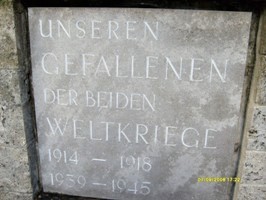 UNSEREN
GEFALLENEN
DER BEIDEN
WELTKRIEGE
1914 – 1918
1939 – 1945